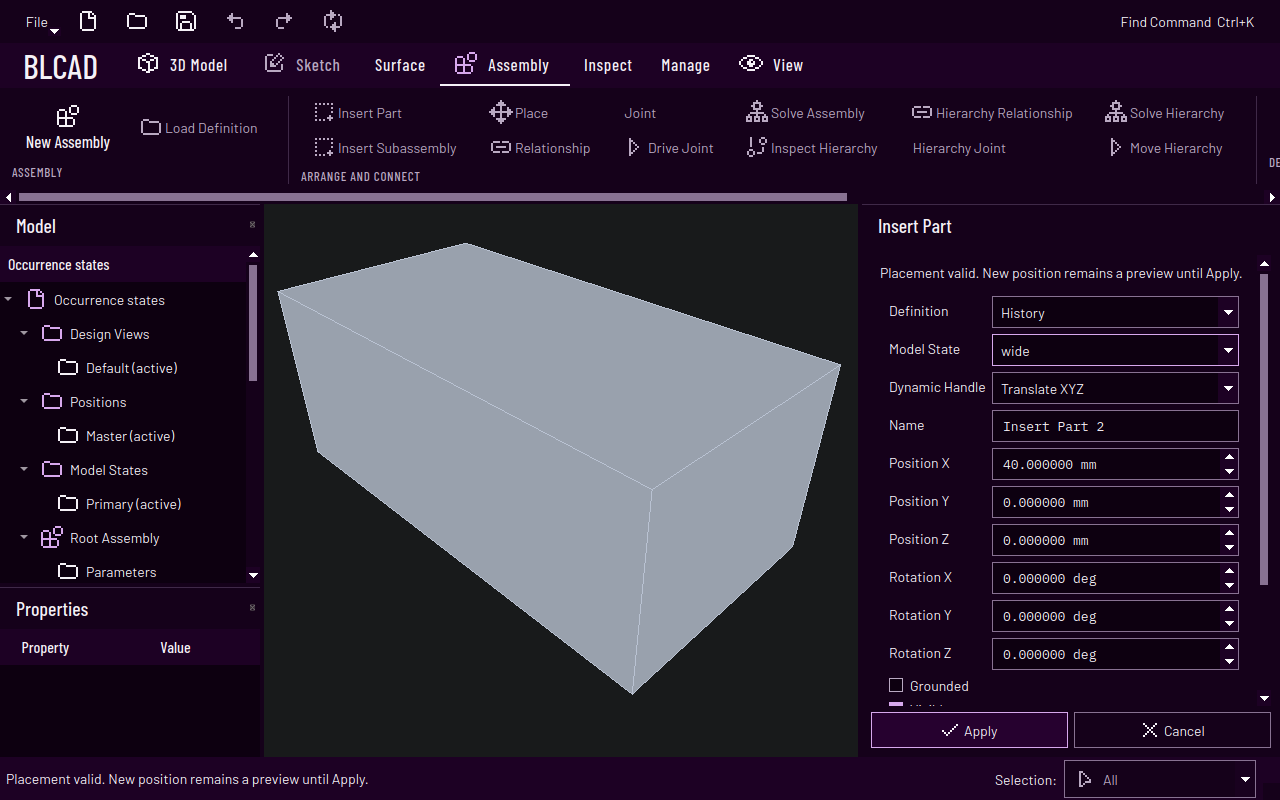 File
Find Command Ctrl+K
BLCAD
3D Model
Sketch
Surface
Assembly
Inspect
Manage
View
New Assembly
Load Definition
ASSEMBLY
Insert Part
Place
Joint
Solve Assembly
Hierarchy Relationship
Solve Hierarchy
Insert Subassembly
Relationship
Drive Joint
Inspect Hierarchy
Hierarchy Joint
Move Hierarchy
ARRANGE AND CONNECT
DE
Model
Occurrence states
Occurrence states
Design Views
Default (active)
Positions
Master (active)
Model States
Primary (active)
Root Assembly
Parameters
Properties
Property Value
Insert Part
Placement valid. New position remains a preview until Apply.
Definition History
Model State wide
Dynamic Handle Translate XYZ
Name Insert Part 2
Position X 40.000000 mm
Position Y 0.000000 mm
Position Z 0.000000 mm
Rotation X 0.000000 deg
Rotation Y 0.000000 deg
Rotation Z 0.000000 deg
Grounded
Apply
Cancel
Placement valid. New position remains a preview until Apply.
Selection: All